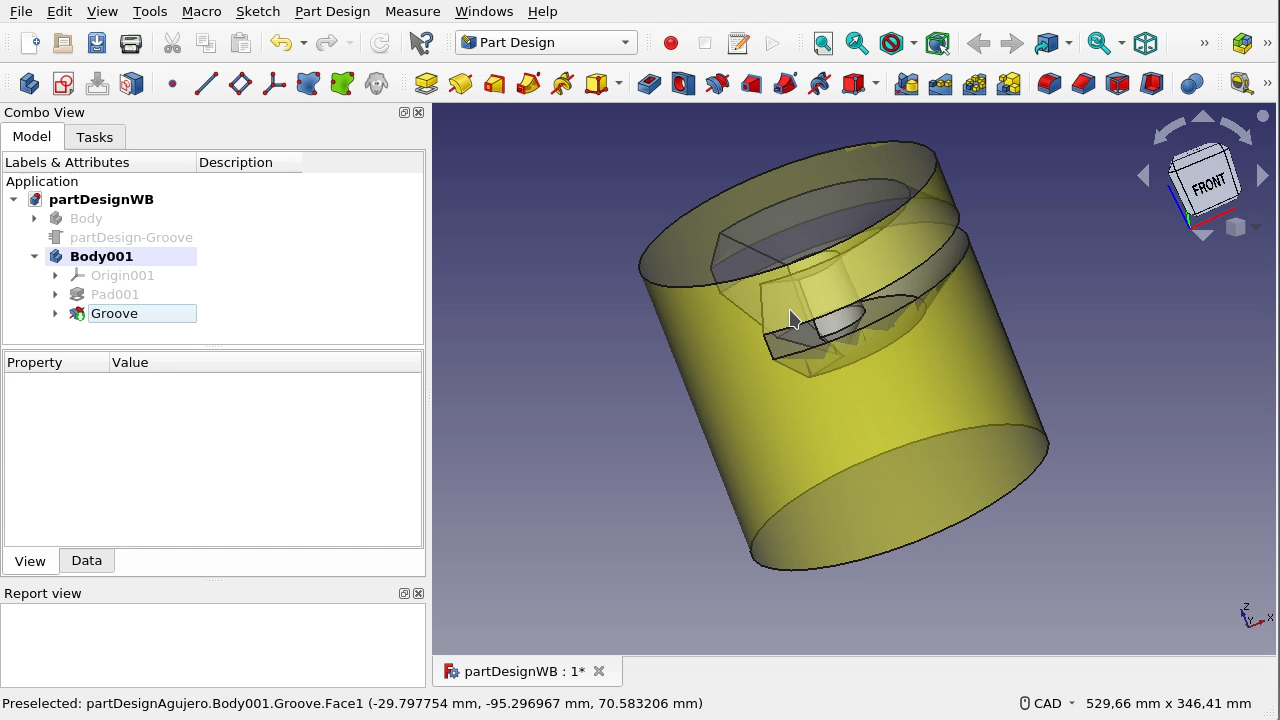 File Edit View Tools Macro Sketch Part Design Measure Windows Help
Part Design
Combo View
Model Tasks
Labels & Attributes Description
Application
partDesignWB
Body
partDesign-Groove
Body001
Origin001
Pad001
Groove
Property Value
View Data
Report view
FRONT
Z
Y X
partDesignWB : 1*
Preselected: partDesignAgujero.Body001.Groove.Face1 (-29.797754 mm, -95.296967 mm, 70.583206 mm) CAD 529,66 mm x 346,41 mm